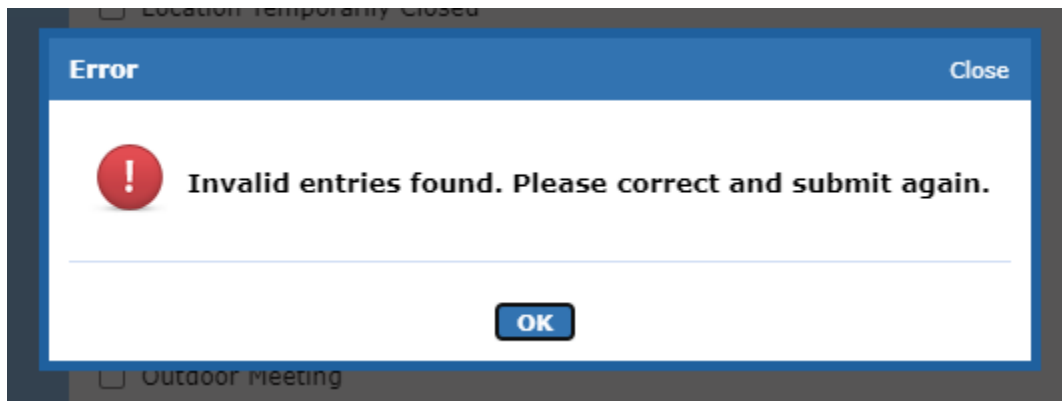 Location Temporarily Closed
Error
Close
!
Invalid entries found. Please correct and submit again.
OK
Outdoor Meeting